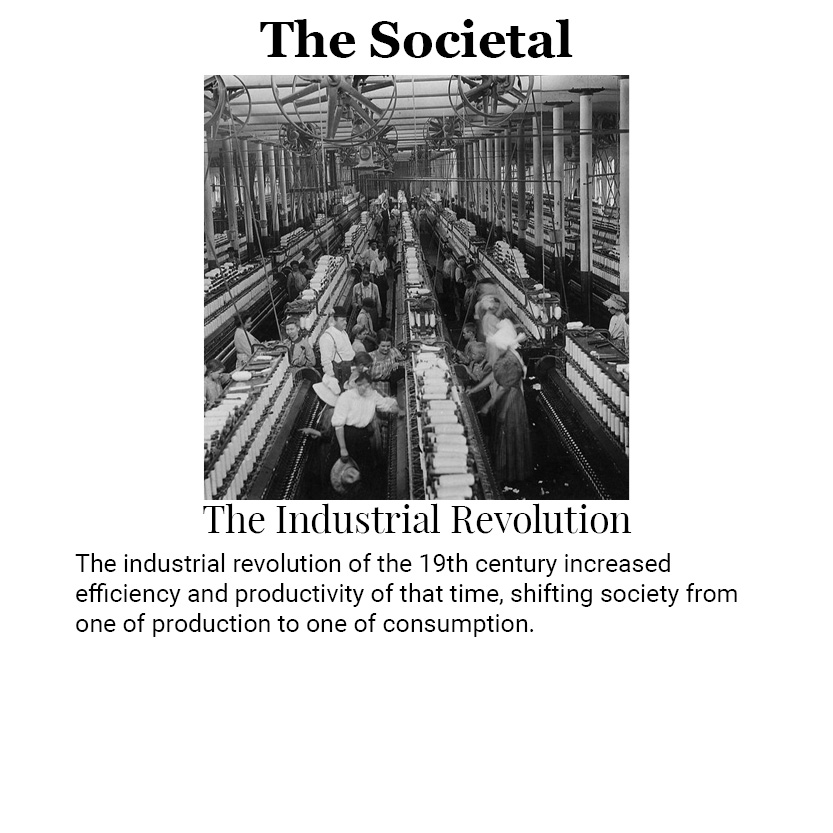 The Societal
The Industrial Revolution
The industrial revolution of the 19th century increased
efficiency and productivity of that time, shifting society from
one of production to one of consumption.